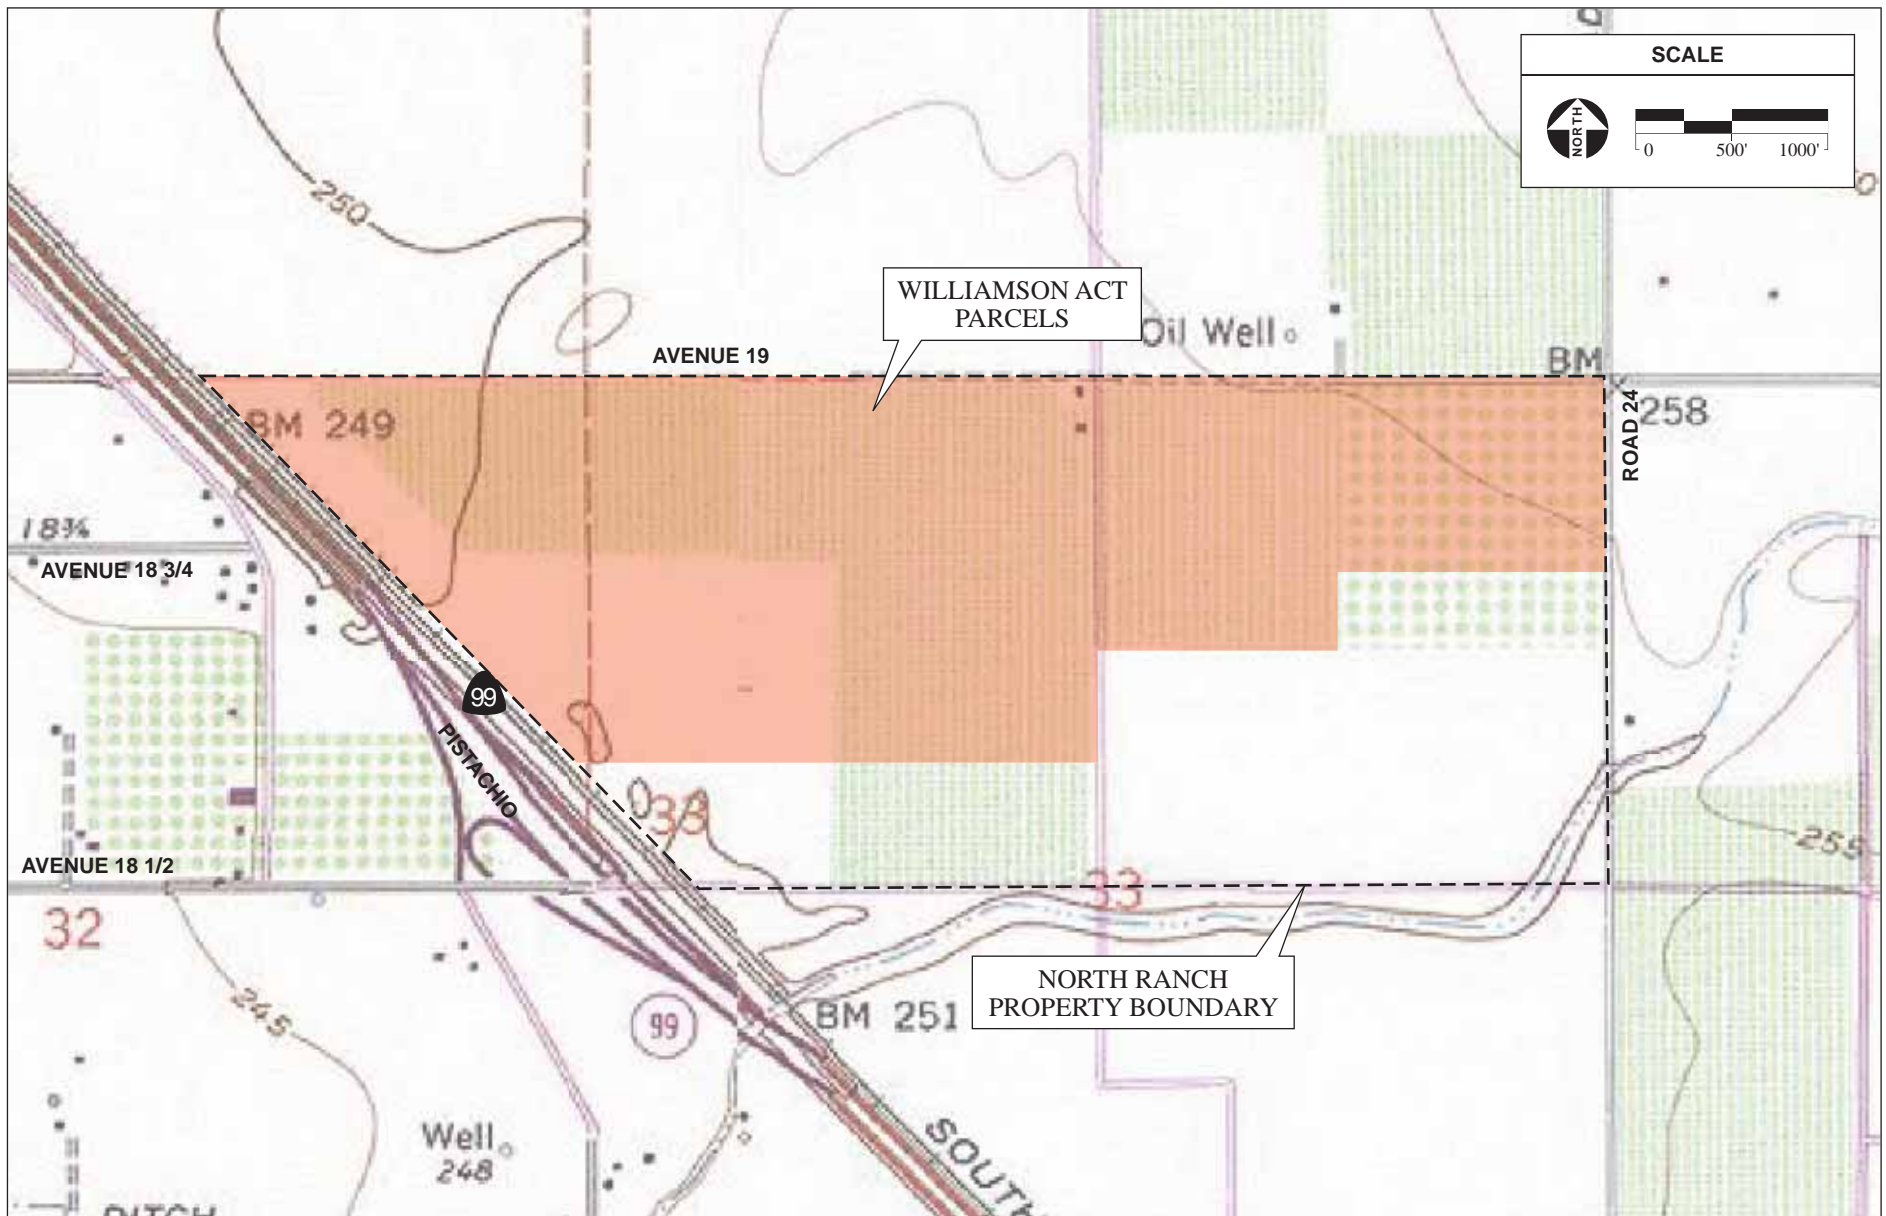 SCALE
NORTH
0 500' 1000'
250
WILLIAMSON ACT
PARCELS
Oil Well
AVENUE 19
BM
258
ROAD 24
BM 249
18¾
AVENUE 18 3/4
99
PISTACHIO
33
AVENUE 18 1/2
255
33
32
NORTH RANCH
PROPERTY BOUNDARY
245
99
BM 251
Well
248
SOUTH
DITCH